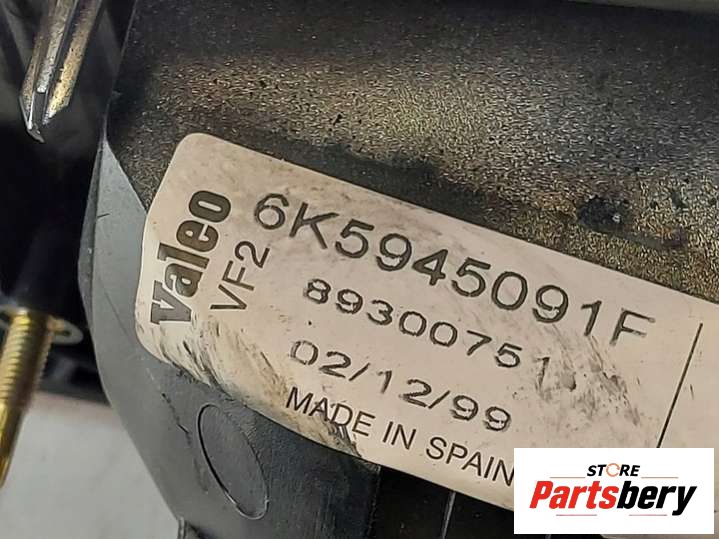 Valeo
VF2
6K5945091F
89300751
02/12/99
MADE IN SPAIN
STORE
Partsbery